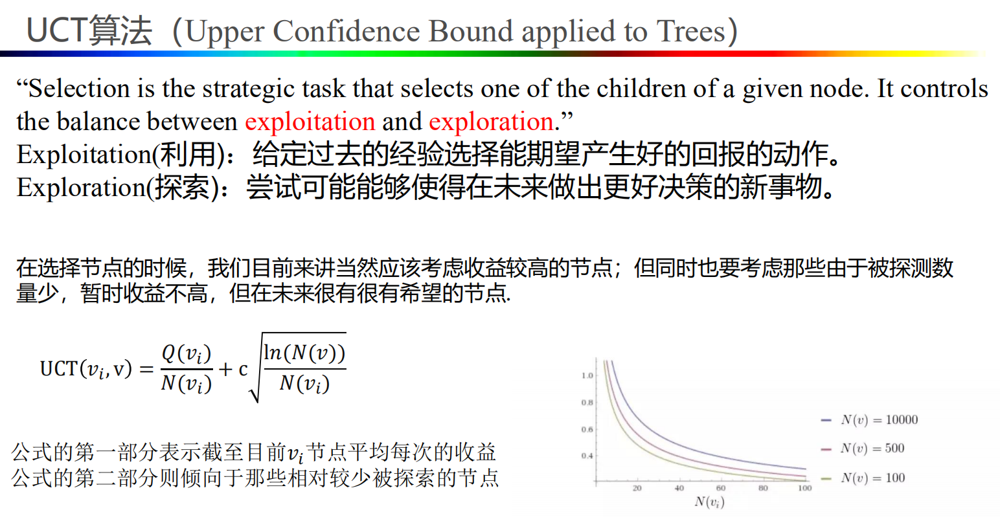 UCT算法（Upper Confidence Bound applied to Trees）
“Selection is the strategic task that selects one of the children of a given node. It controls
the balance between exploitation and exploration.”
Exploitation(利用)：给定过去的经验选择能期望产生好的回报的动作。
Exploration(探索)：尝试可能能够使得在未来做出更好决策的新事物。
在选择节点的时候，我们目前来讲当然应该考虑收益较高的节点；但同时也要考虑那些由于被探测数
量少，暂时收益不高，但在未来很有很有希望的节点.
UCT(v_i,v) = Q(v_i)/N(v_i) + c√(ln(N(v))/N(v_i))
公式的第一部分表示截至目前v_i节点平均每次的收益
公式的第二部分则倾向于那些相对较少被探索的节点
1.0
0.8
0.6
0.4
20 40 60 80 100
N(v_i)
N(v) = 10000
N(v) = 500
N(v) = 100